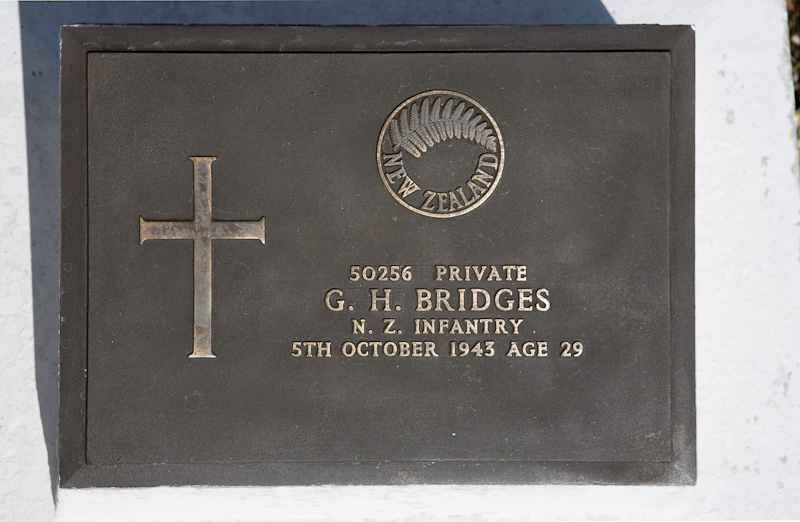 NEW ZEALAND
50256 PRIVATE
G. H. BRIDGES
N. Z. INFANTRY
5TH OCTOBER 1943 AGE 29